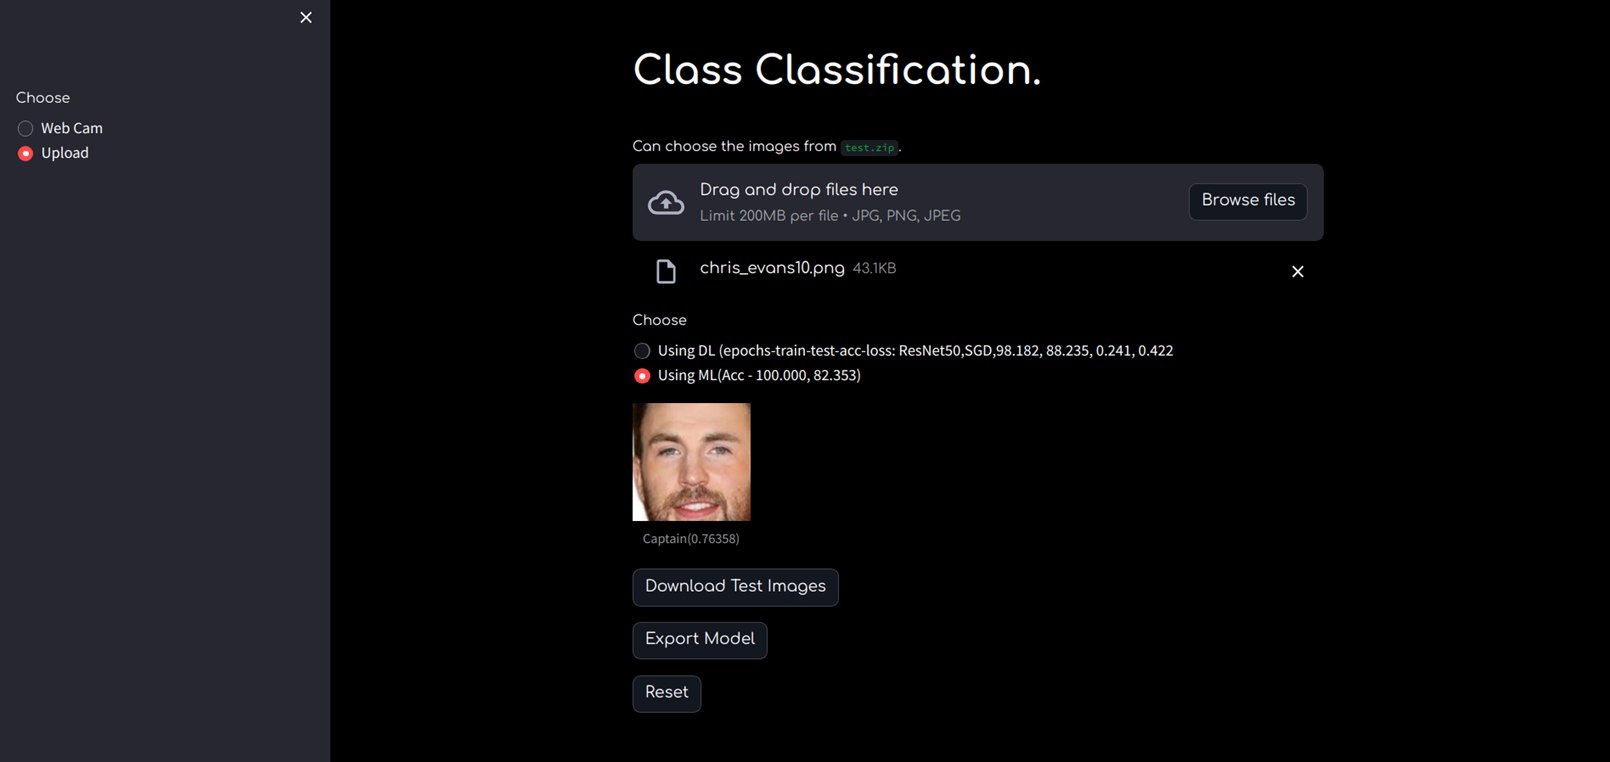 Choose
Web Cam
Upload
Class Classification.
Can choose the images from test.zip.
Drag and drop files here
Limit 200MB per file • JPG, PNG, JPEG
Browse files
chris_evans10.png 43.1KB
Choose
Using DL (epochs-train-test-acc-loss: ResNet50,SGD,98.182, 88.235, 0.241, 0.422
Using ML(Acc - 100.000, 82.353)
Captain(0.76358)
Download Test Images
Export Model
Reset